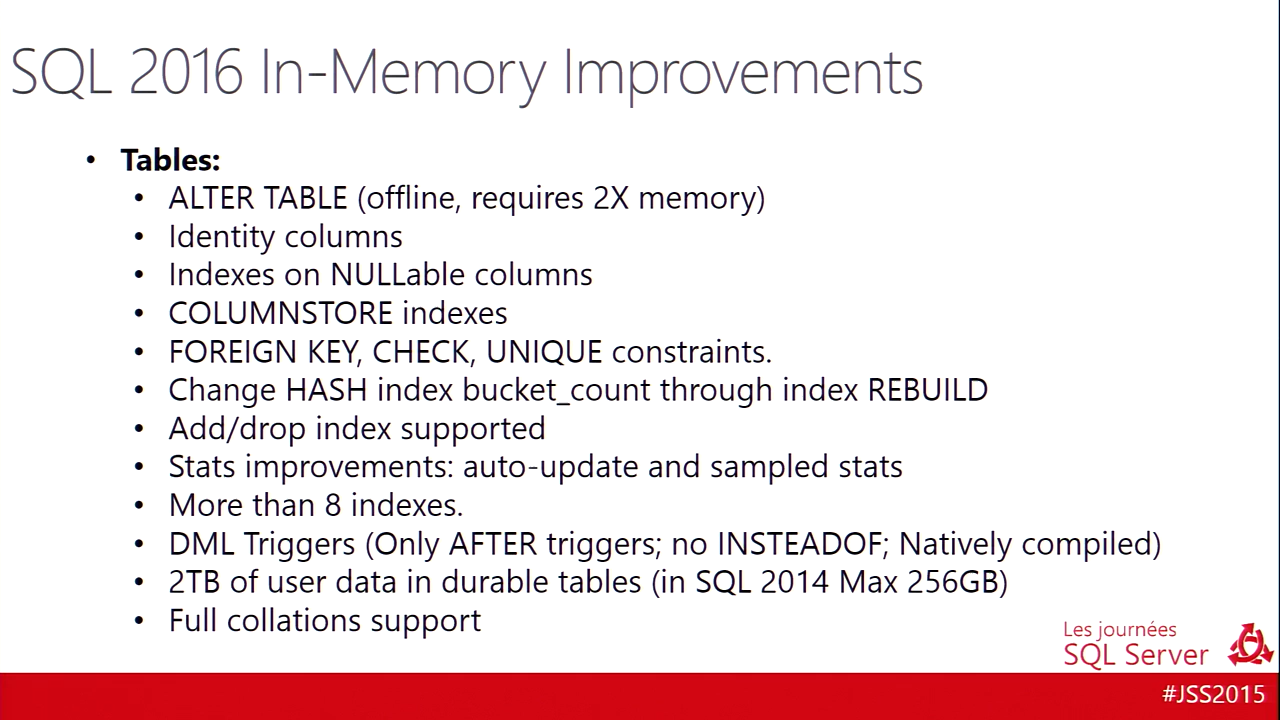 SQL 2016 In-Memory Improvements
• Tables:
• ALTER TABLE (offline, requires 2X memory)
• Identity columns
• Indexes on NULLable columns
• COLUMNSTORE indexes
• FOREIGN KEY, CHECK, UNIQUE constraints.
• Change HASH index bucket_count through index REBUILD
• Add/drop index supported
• Stats improvements: auto-update and sampled stats
• More than 8 indexes.
• DML Triggers (Only AFTER triggers; no INSTEADOF; Natively compiled)
• 2TB of user data in durable tables (in SQL 2014 Max 256GB)
• Full collations support
Les journées
SQL Server
#JSS2015